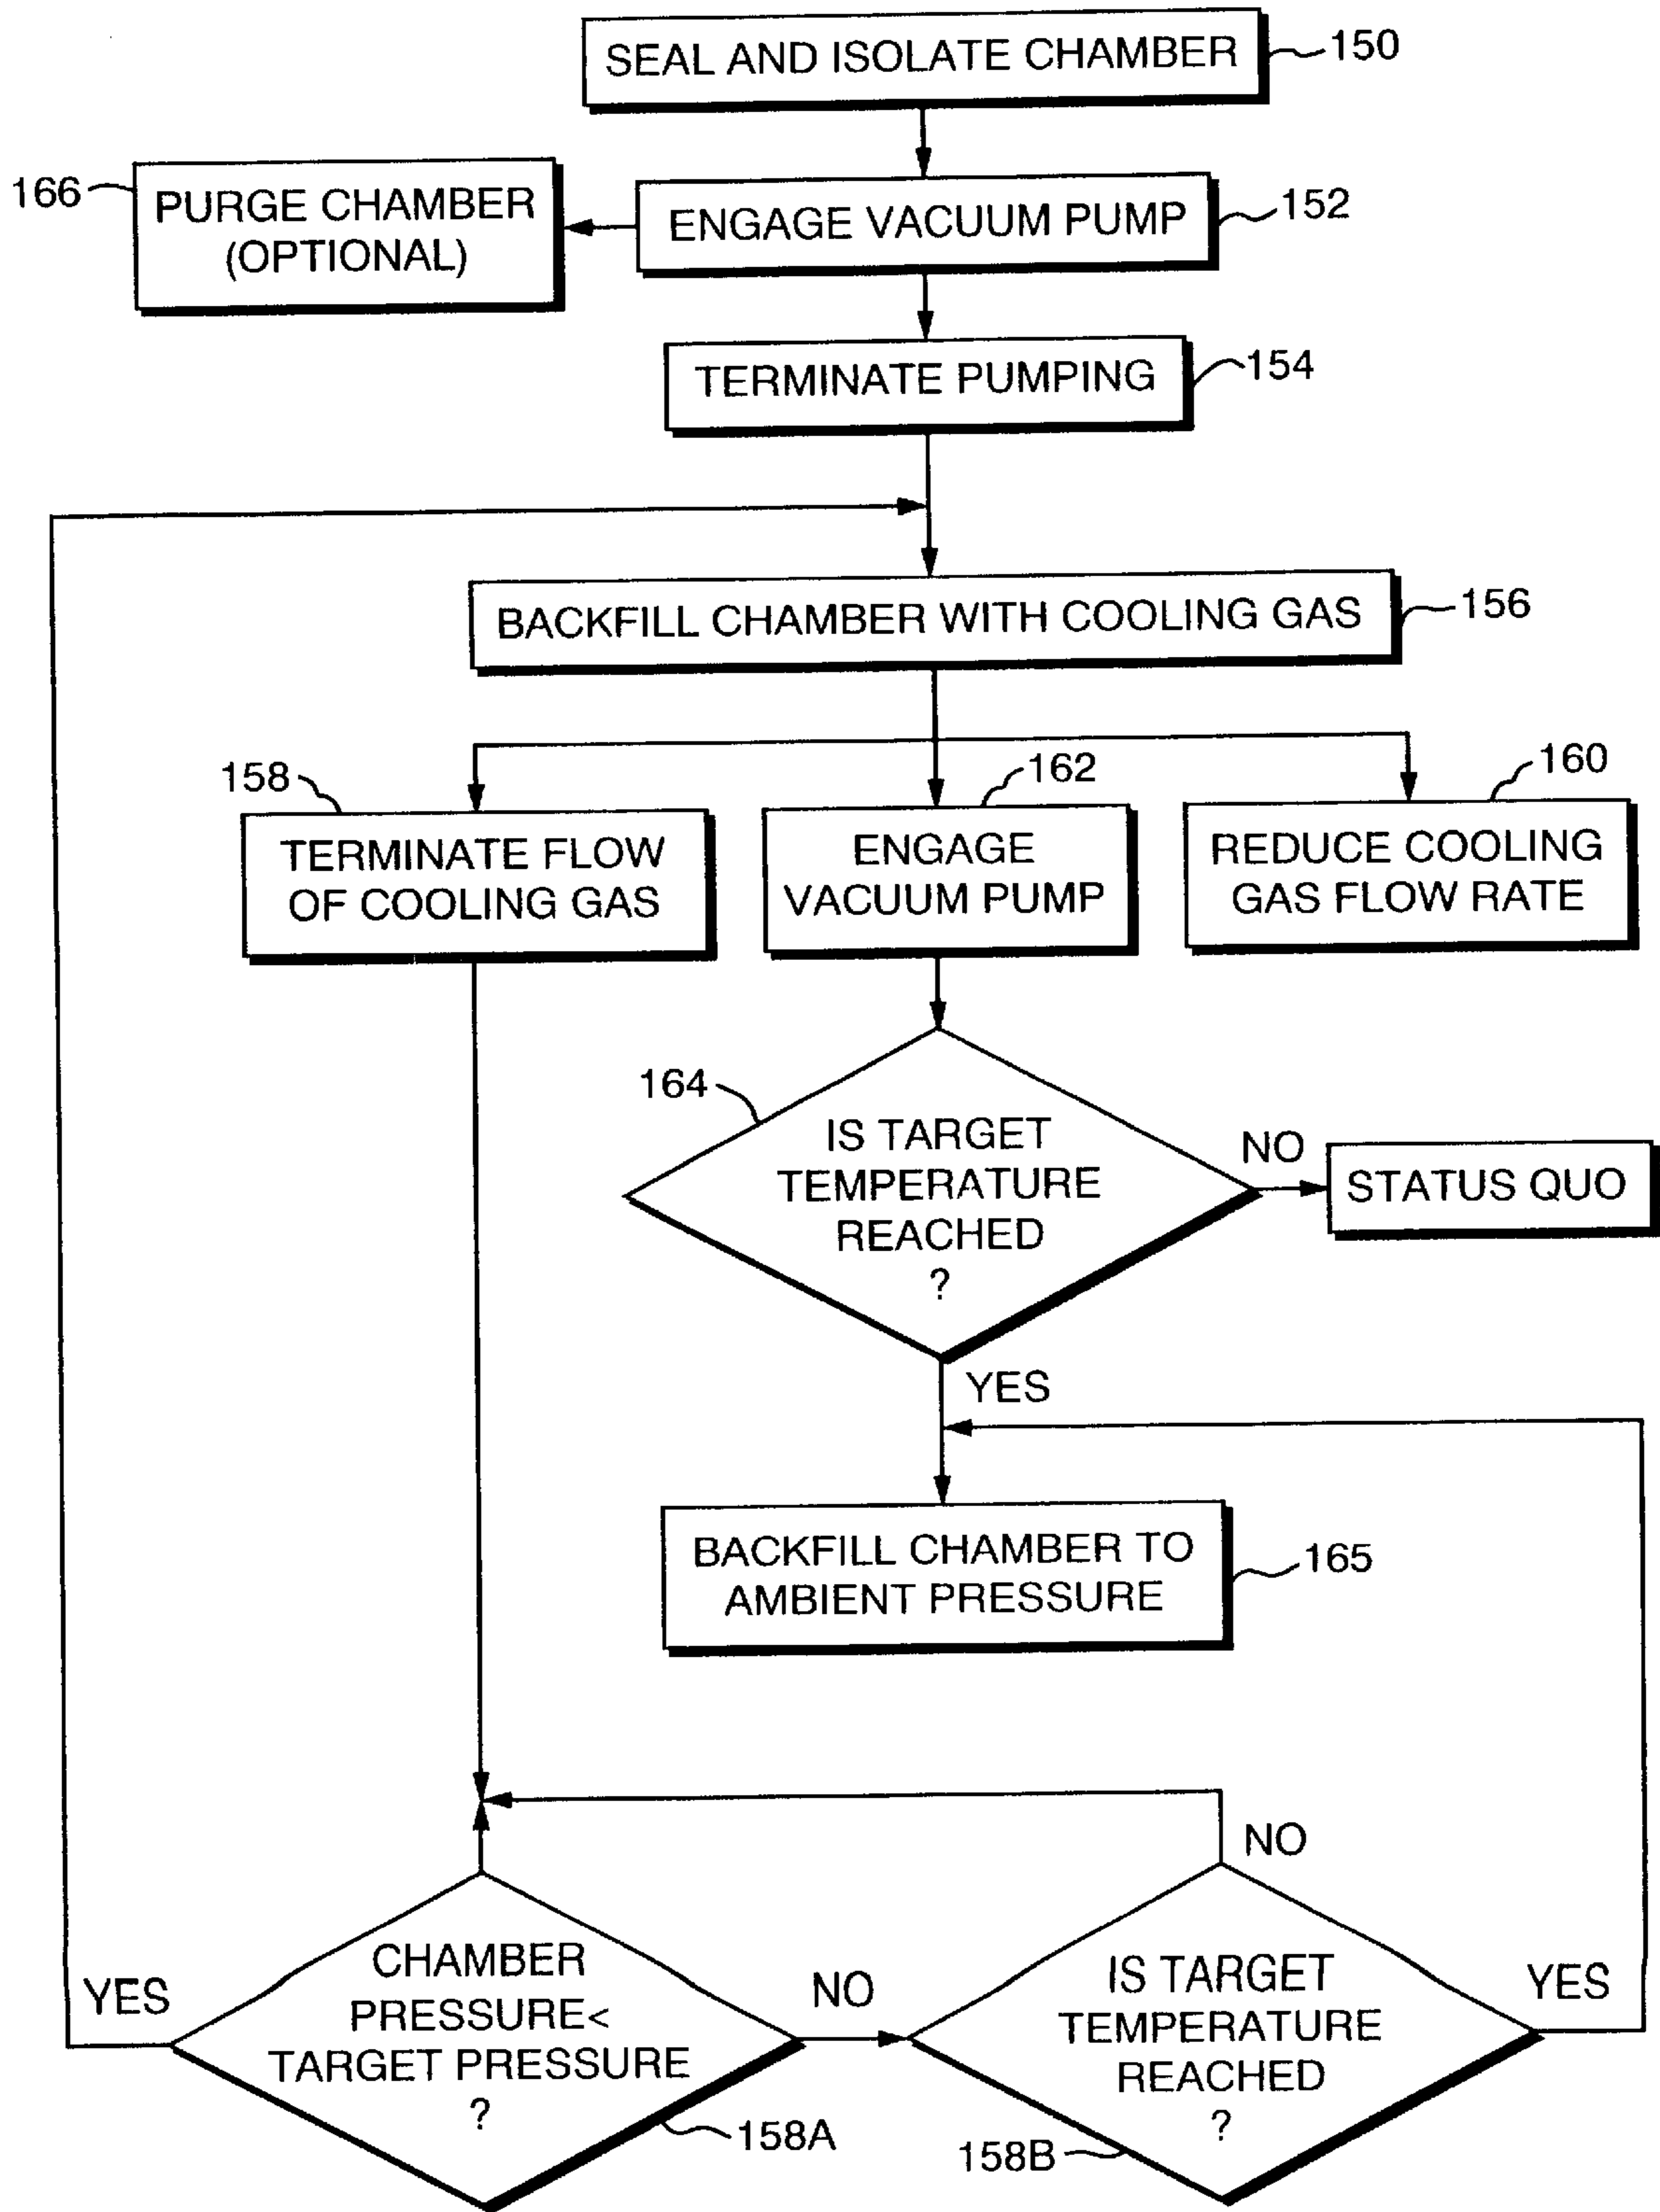 SEAL AND ISOLATE CHAMBER
150
166
PURGE CHAMBER
(OPTIONAL)
ENGAGE VACUUM PUMP
152
TERMINATE PUMPING
154
BACKFILL CHAMBER WITH COOLING GAS
156
158
TERMINATE FLOW
OF COOLING GAS
162
ENGAGE
VACUUM PUMP
160
REDUCE COOLING
GAS FLOW RATE
164
IS TARGET
TEMPERATURE
REACHED
?
NO
STATUS QUO
YES
BACKFILL CHAMBER TO
AMBIENT PRESSURE
165
YES
CHAMBER
PRESSURE<
TARGET PRESSURE
?
158A
NO
NO
IS TARGET
TEMPERATURE
REACHED
?
158B
YES